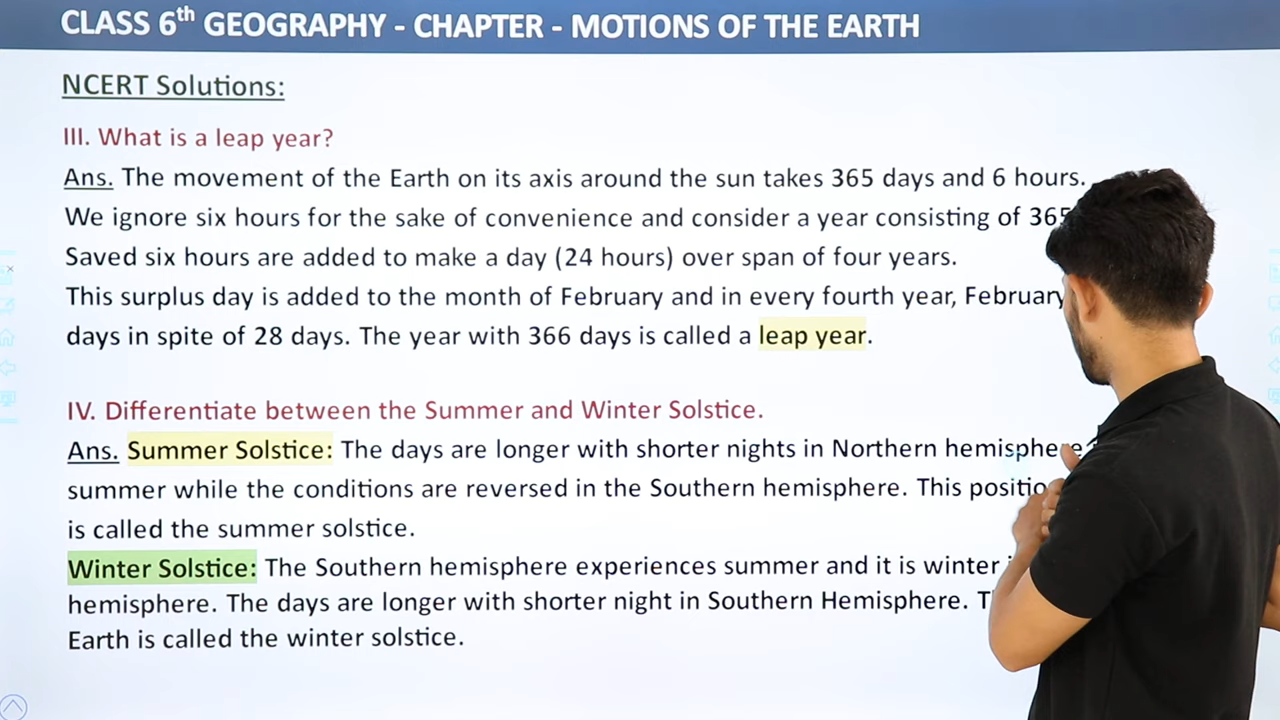 CLASS 6th GEOGRAPHY - CHAPTER - MOTIONS OF THE EARTH
NCERT Solutions:
III. What is a leap year?
Ans. The movement of the Earth on its axis around the sun takes 365 days and 6 hours.
We ignore six hours for the sake of convenience and consider a year consisting of 365
Saved six hours are added to make a day (24 hours) over span of four years.
This surplus day is added to the month of February and in every fourth year, February
days in spite of 28 days. The year with 366 days is called a leap year.
IV. Differentiate between the Summer and Winter Solstice.
Ans. Summer Solstice: The days are longer with shorter nights in Northern hemisphere
summer while the conditions are reversed in the Southern hemisphere. This positio
is called the summer solstice.
Winter Solstice: The Southern hemisphere experiences summer and it is winter
hemisphere. The days are longer with shorter night in Southern Hemisphere. T
Earth is called the winter solstice.